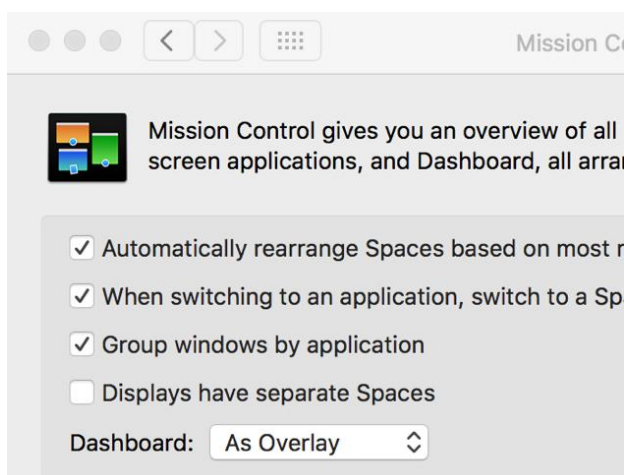 Mission C
Mission Control gives you an overview of all
screen applications, and Dashboard, all arra
Automatically rearrange Spaces based on most
When switching to an application, switch to a Sp
Group windows by application
Displays have separate Spaces
Dashboard: As Overlay